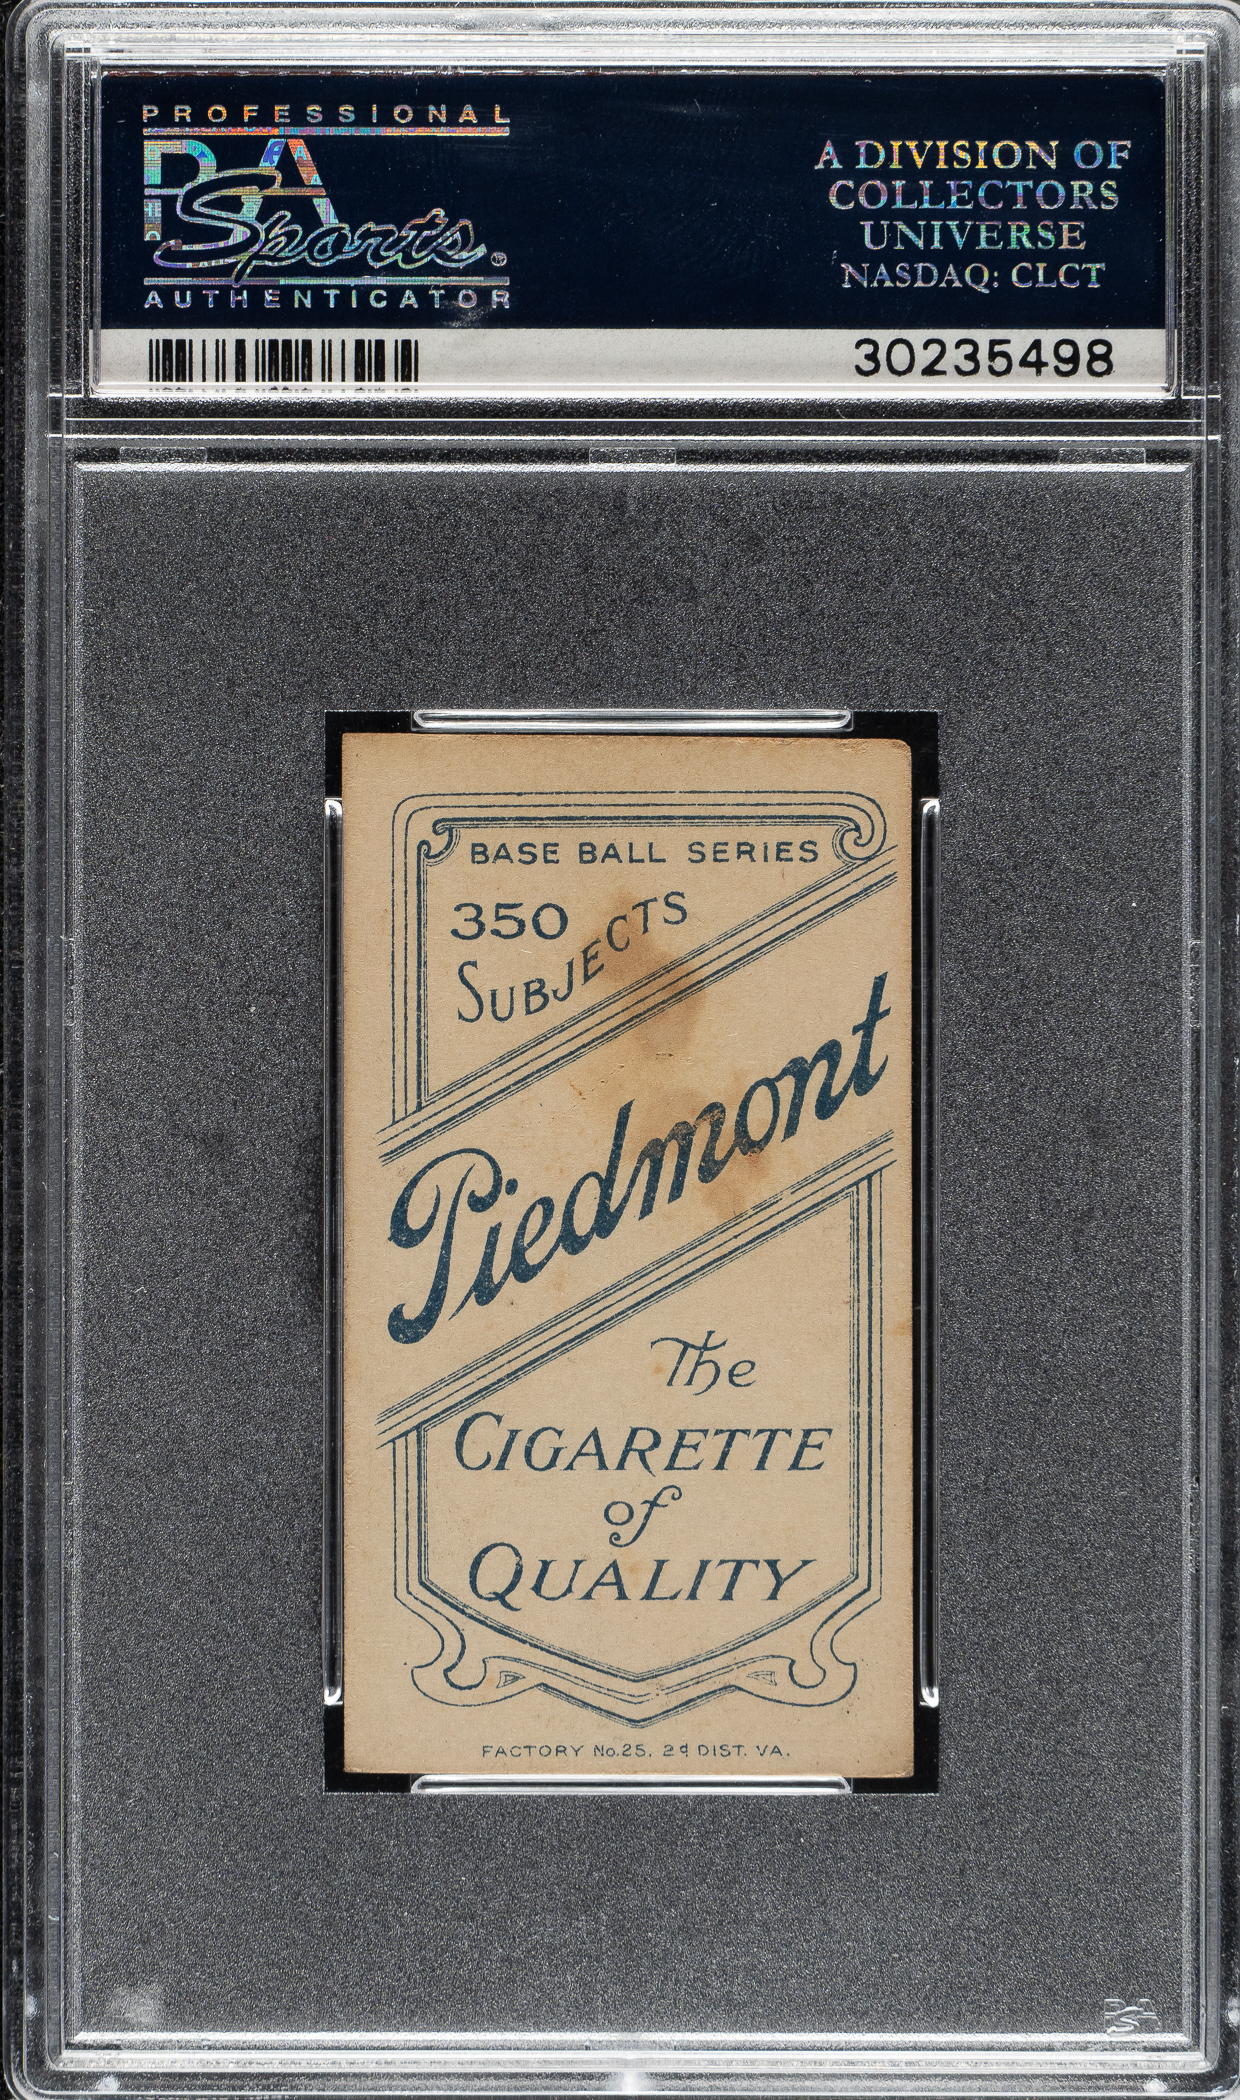 PROFESSIONAL
PSA
Sports®
AUTHENTICATOR
A DIVISION OF
COLLECTORS
UNIVERSE
NASDAQ: CLCT
30235498
BASE BALL SERIES
350
SUBJECTS
Piedmont
The
CIGARETTE
of
QUALITY
FACTORY No.25. 2d DIST. VA.
PSA